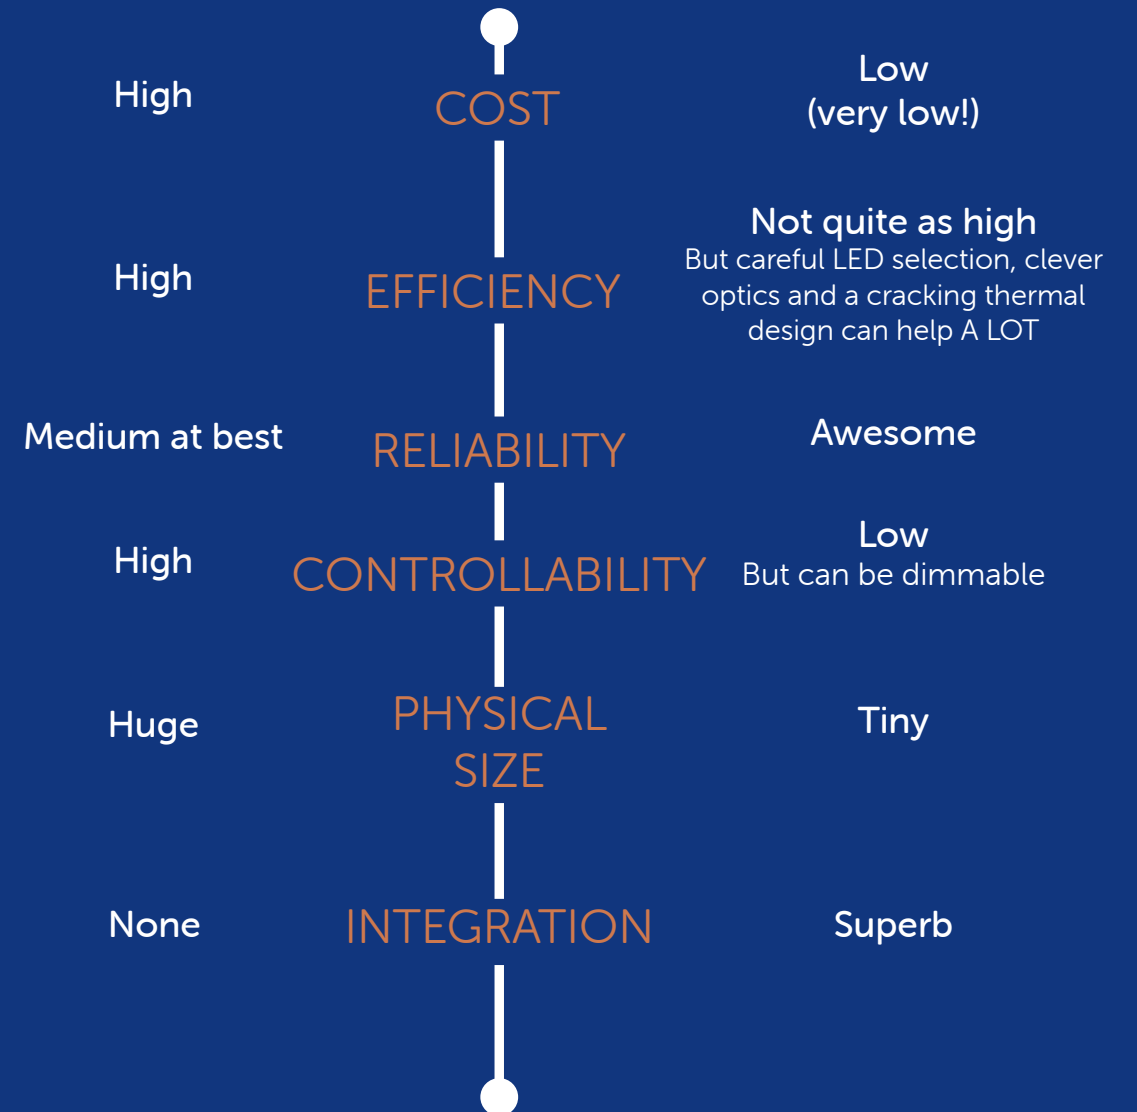 High
COST
Low
(very low!)
High
EFFICIENCY
Not quite as high
But careful LED selection, clever
optics and a cracking thermal
design can help A LOT
Medium at best
RELIABILITY
Awesome
High
CONTROLLABILITY
Low
But can be dimmable
Huge
PHYSICAL
SIZE
Tiny
None
INTEGRATION
Superb